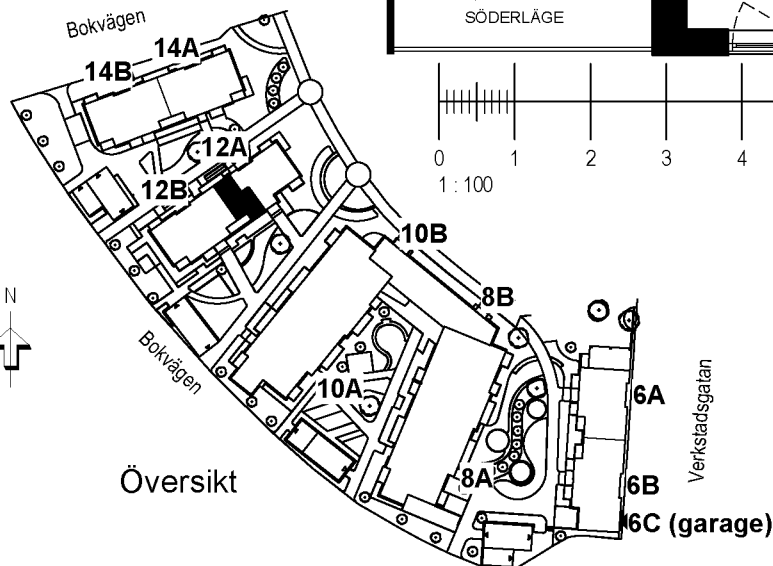 SÖDERLÄGE
Bokvägen
14A
14B
12A
12B
0 1 2 3 4
1 : 100
10B
8B
N
Bokvägen
10A
6A
Verkstadsgatan
Översikt
8A
6B
6C (garage)